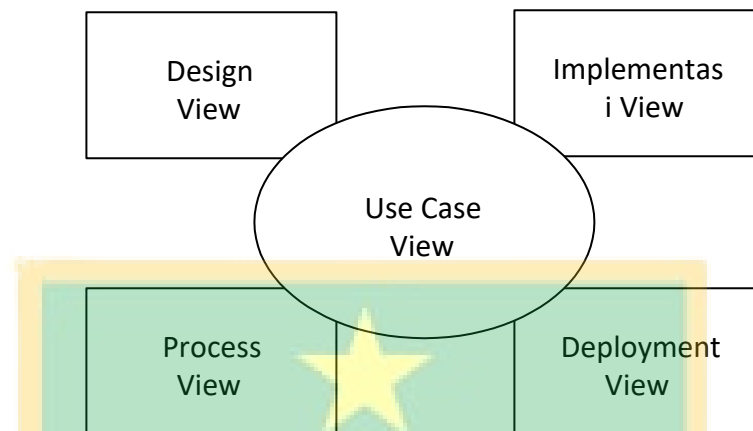 Design
View
Implementas
i View
Use Case
View
Process
View
Deployment
View